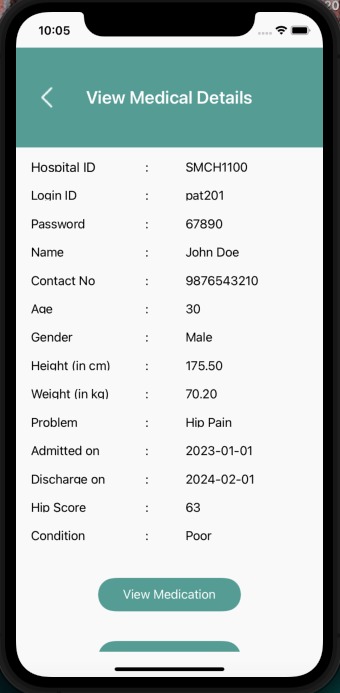 20
10:05
View Medical Details
Hospital ID : SMCH1100
Login ID : pat201
Password : 67890
Name : John Doe
Contact No : 9876543210
Age : 30
Gender : Male
Height (in cm) : 175.50
Weight (in kg) : 70.20
Problem : Hip Pain
Admitted on : 2023-01-01
Discharge on : 2024-02-01
Hip Score : 63
Condition : Poor
View Medication